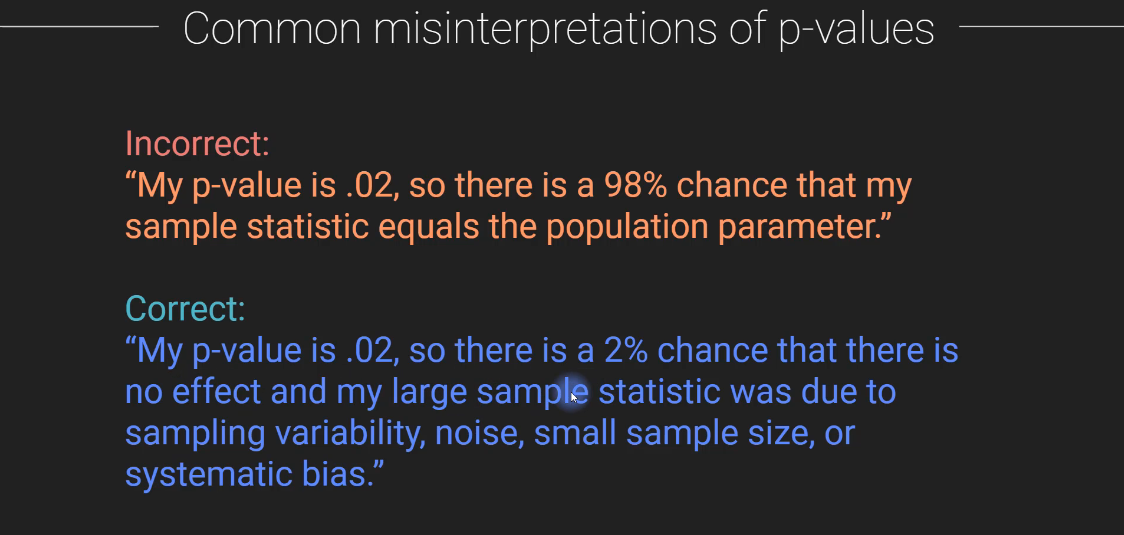 Common misinterpretations of p-values
Incorrect:
“My p-value is .02, so there is a 98% chance that my
sample statistic equals the population parameter.”
Correct:
“My p-value is .02, so there is a 2% chance that there is
no effect and my large sample statistic was due to
sampling variability, noise, small sample size, or
systematic bias.”